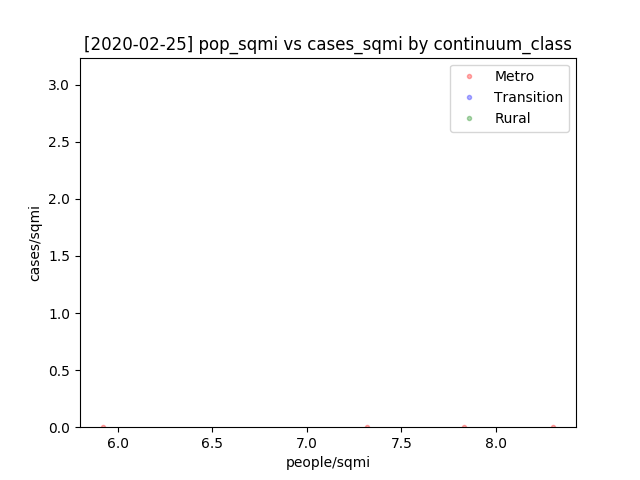 [2020-02-25] pop_sqmi vs cases_sqmi by continuum_class
Metro
Transition
Rural
cases/sqmi
3.0
2.5
2.0
1.5
1.0
0.5
0.0
6.0 6.5 7.0 7.5 8.0
people/sqmi